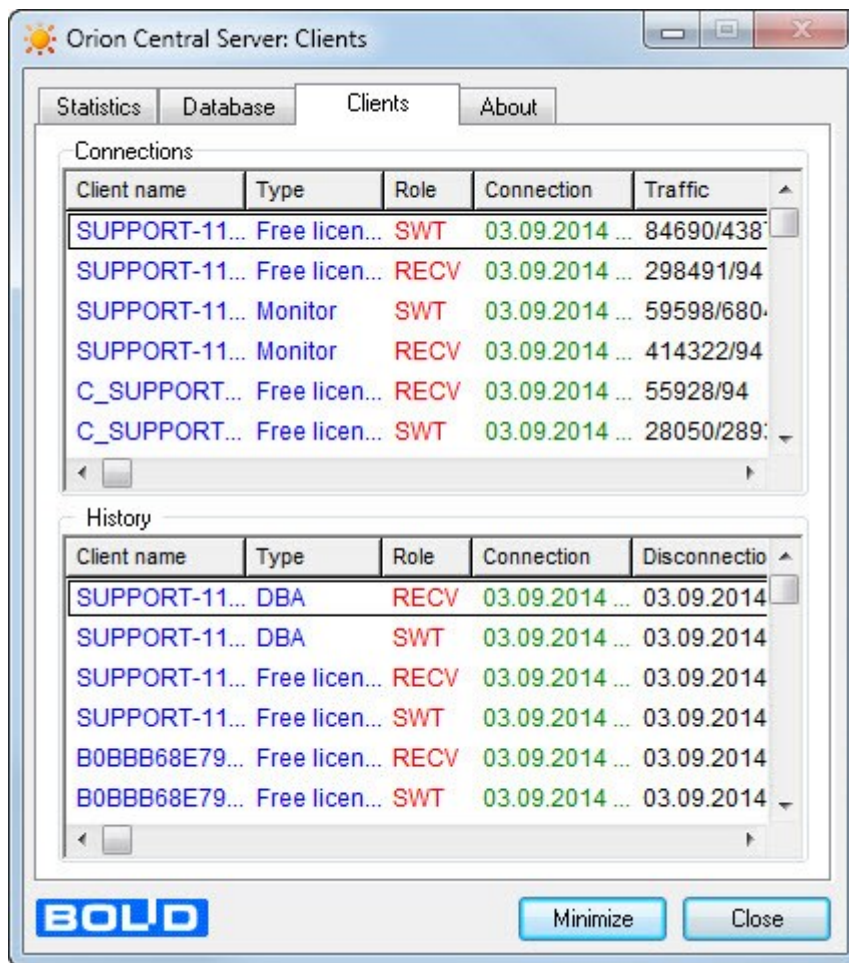 Orion Central Server: Clients
Statistics Database Clients About
Connections
Client name Type Role Connection Traffic
SUPPORT-11... Free licen... SWT 03.09.2014 ... 84690/438
SUPPORT-11... Free licen... RECV 03.09.2014 ... 298491/94
SUPPORT-11... Monitor SWT 03.09.2014 ... 59598/680
SUPPORT-11... Monitor RECV 03.09.2014 ... 414322/94
C_SUPPORT... Free licen... RECV 03.09.2014 ... 55928/94
C_SUPPORT... Free licen... SWT 03.09.2014 ... 28050/289
History
Client name Type Role Connection Disconnectio
SUPPORT-11... DBA RECV 03.09.2014 ... 03.09.2014
SUPPORT-11... DBA SWT 03.09.2014 ... 03.09.2014
SUPPORT-11... Free licen... RECV 03.09.2014 ... 03.09.2014
SUPPORT-11... Free licen... SWT 03.09.2014 ... 03.09.2014
B0BBB68E79... Free licen... RECV 03.09.2014 ... 03.09.2014
B0BBB68E79... Free licen... SWT 03.09.2014 ... 03.09.2014
BOLID Minimize Close